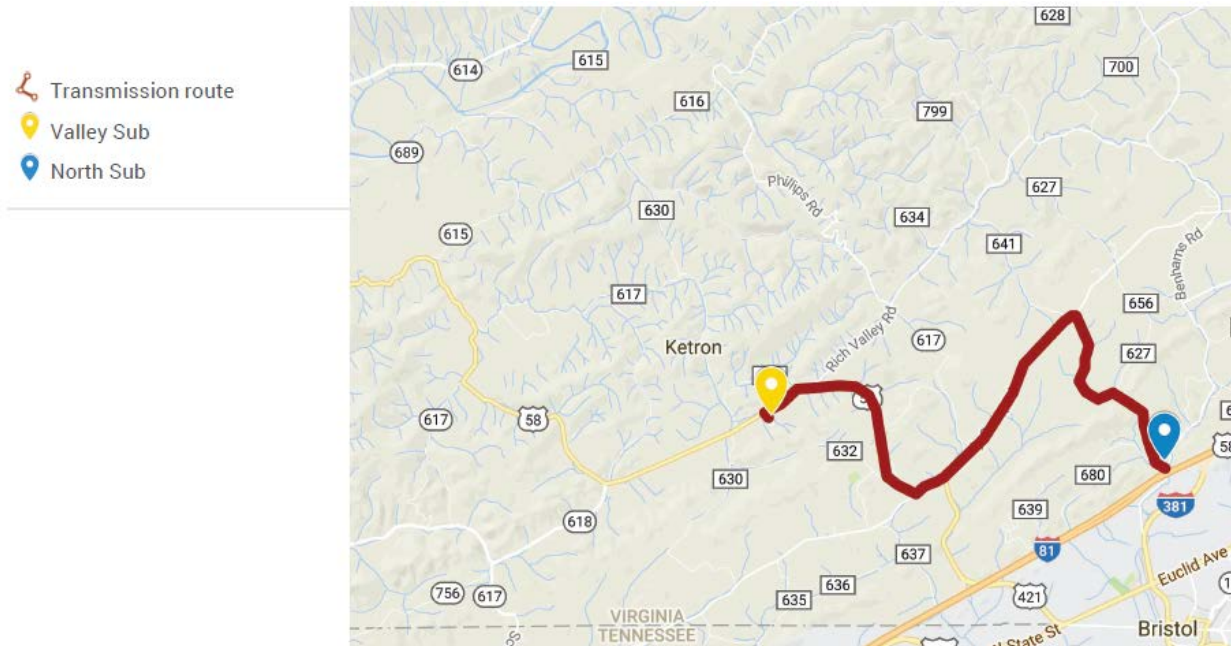 Transmission route
Valley Sub
North Sub
628
614
615
700
616
799
689
Phillips Rd
627
630
634
615
641
Benhams Rd
617
656
Rich Valley Rd
617
Ketron
627
58
617
632
58
630
680
639
381
618
81
637
Euclid Ave
756
617
636
635
421
VIRGINIA
TENNESSEE
State St
Bristol